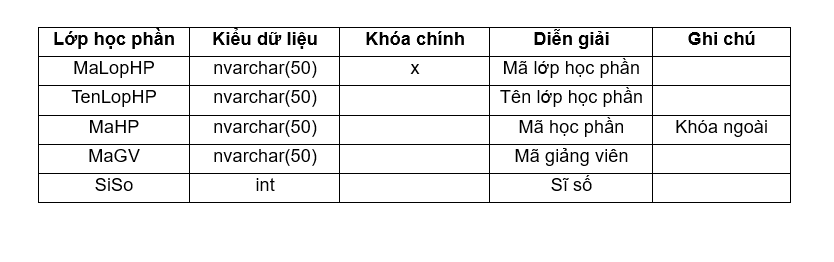 Lớp học phần Kiểu dữ liệu Khóa chính Diễn giải Ghi chú
MaLopHP nvarchar(50) x Mã lớp học phần
TenLopHP nvarchar(50) Tên lớp học phần
MaHP nvarchar(50) Mã học phần Khóa ngoài
MaGV nvarchar(50) Mã giảng viên
SiSo int Sĩ số